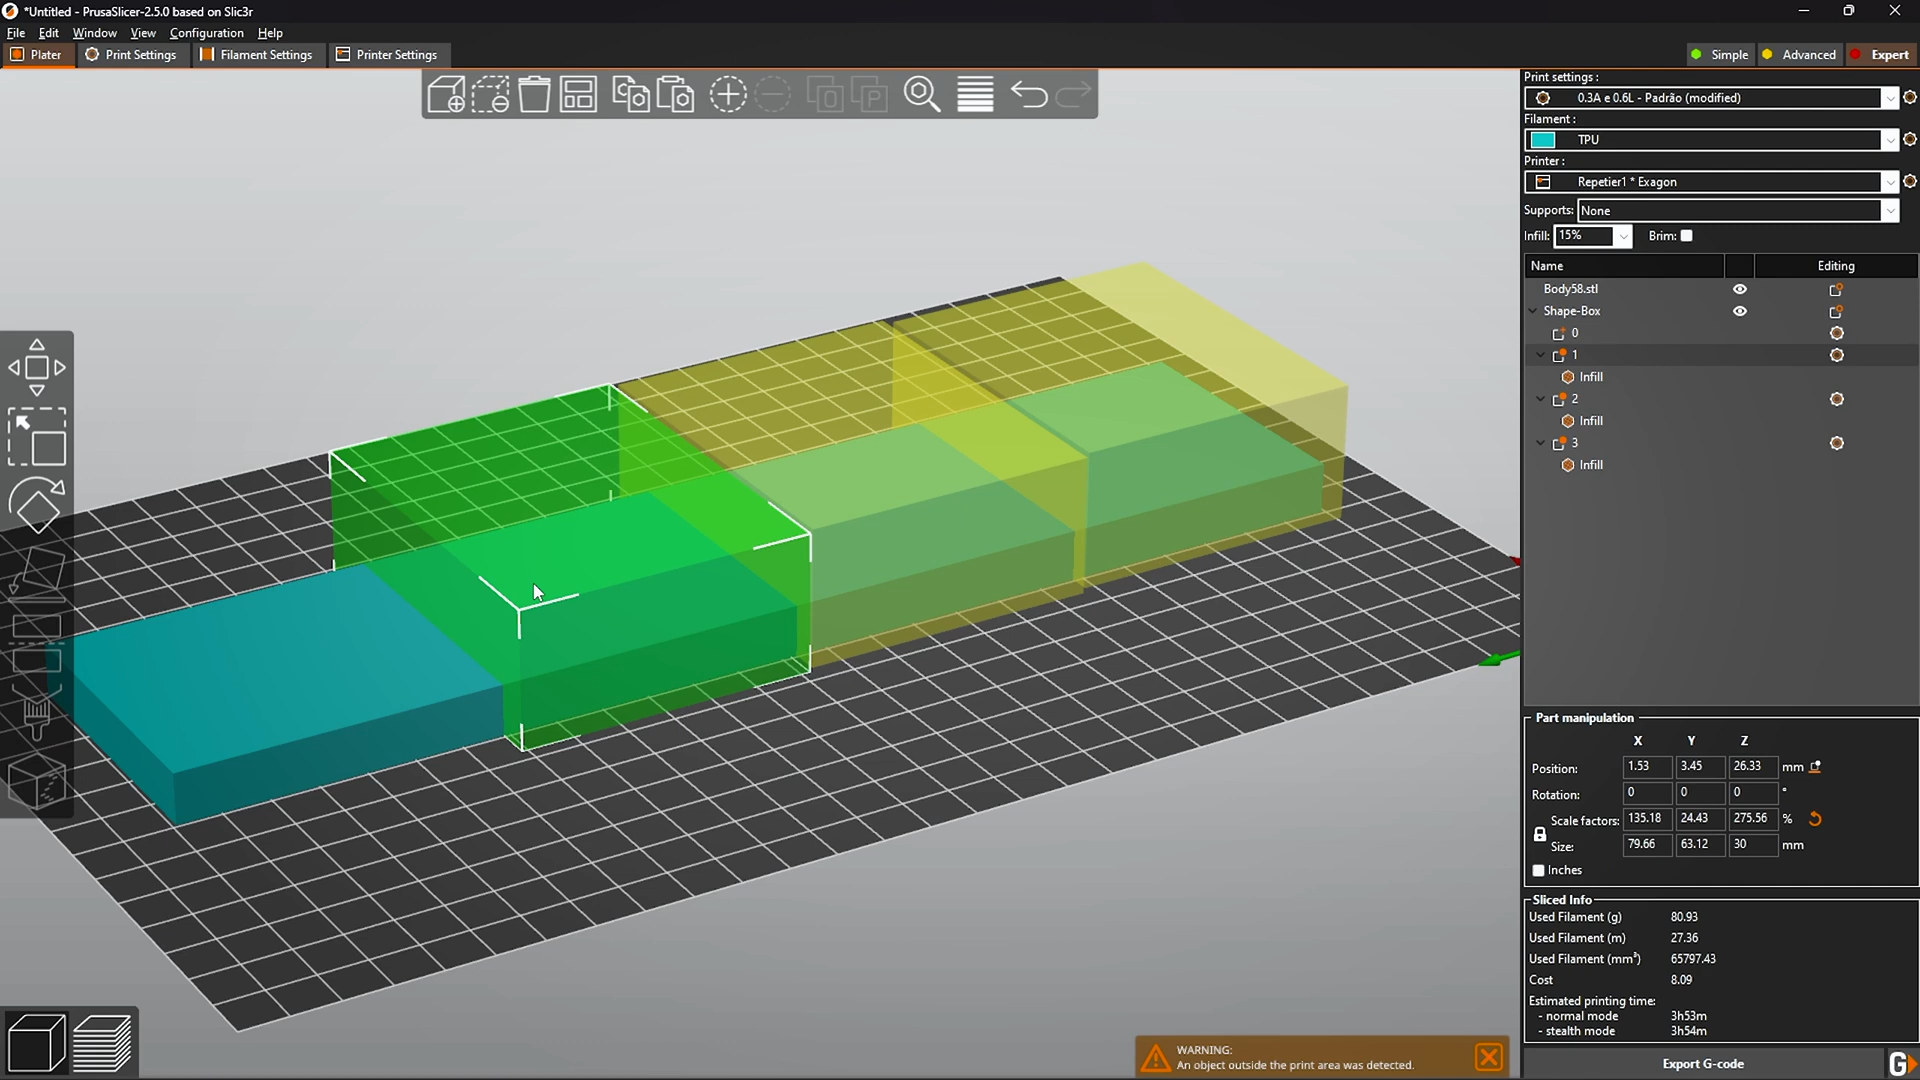 *Untitled - PrusaSlicer-2.5.0 based on Slic3r
File Edit Window View Configuration Help
Plater Print Settings Filament Settings Printer Settings
Simple Advanced Expert
Print settings :
0.3A e 0.6L - Padrão (modified)
Filament :
TPU
Printer :
Repetier1 * Exagon
Supports: None
Infill: 15% Brim:
Name Editing
Body58.stl
Shape-Box
0
1
Infill
2
Infill
3
Infill
Part manipulation
X Y Z
Position: 1.53 3.45 26.33 mm
Rotation: 0 0 0 °
Scale factors: 135.18 24.43 275.56 %
Size: 79.66 63.12 30 mm
Inches
Sliced Info
Used Filament (g) 80.93
Used Filament (m) 27.36
Used Filament (mm³) 65797.43
Cost 8.09
Estimated printing time:
- normal mode 3h53m
- stealth mode 3h54m
WARNING:
An object outside the print area was detected.
Export G-code
G